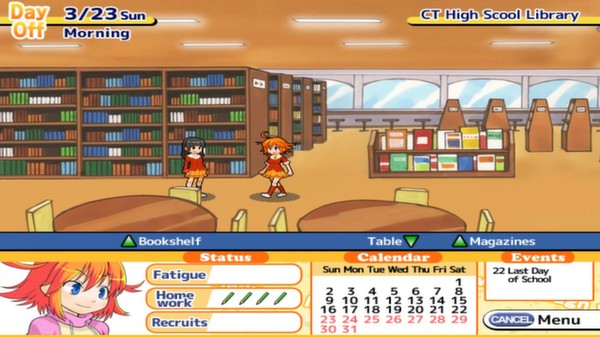 Day Off
3/23 Sun
Morning
CT High Scool Library
Bookshelf
Table
Magazines
Status
Fatigue
Home work
Recruits
Calendar
Sun Mon Tue Wed Thu Fri Sat
1
2 3 4 5 6 7 8
9 10 11 12 13 14 15
16 17 18 19 20 21 22
23 24 25 26 27 28 29
30 31
Events
22 Last Day
of School
CANCEL Menu